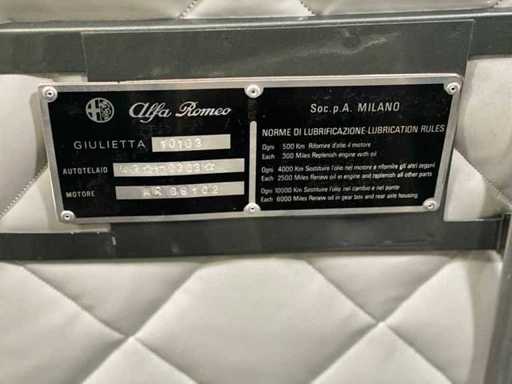 Alfa Romeo
GIULIETTA 10103
AUTOTELAIO
MOTORE
Soc.p.A. MILANO
NORME DI LUBRIFICAZIONE-LUBRICATION RULES
Ogni 500 Km Rifornire d'olio il motore
Each 300 Miles Replenish engine with oil
Ogni 4000 Km Sostituire l'olio nel motore e rifornire gli altri organi
Each 2500 Miles Renew oil in engine and replenish all other parts
Ogni 10000 Km Sostituire l'olio nel cambio e nel ponte
Each 6000 Miles Renew oil in gear box and rear axle housing